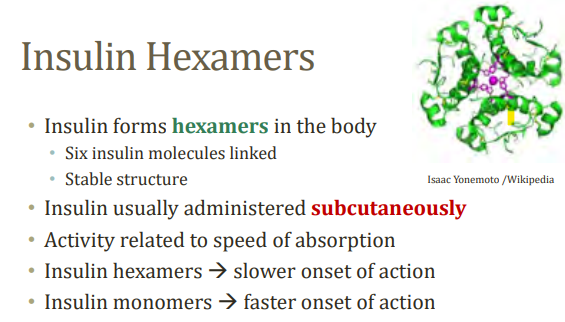 Insulin Hexamers
• Insulin forms hexamers in the body
• Six insulin molecules linked
• Stable structure
Isaac Yonemoto /Wikipedia
• Insulin usually administered subcutaneously
• Activity related to speed of absorption
• Insulin hexamers → slower onset of action
• Insulin monomers → faster onset of action